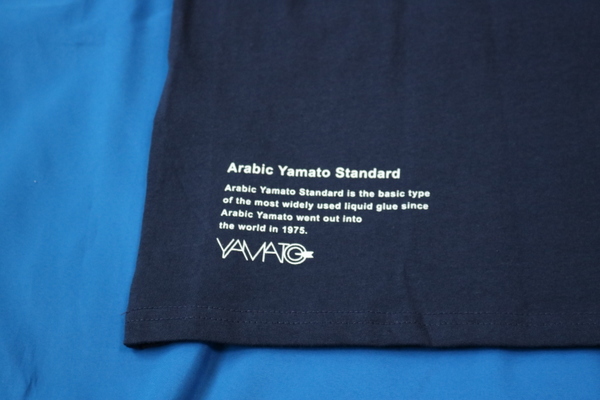 Arabic Yamato Standard
Arabic Yamato Standard is the basic type
of the most widely used liquid glue since
Arabic Yamato went out into
the world in 1975.
YAMATO